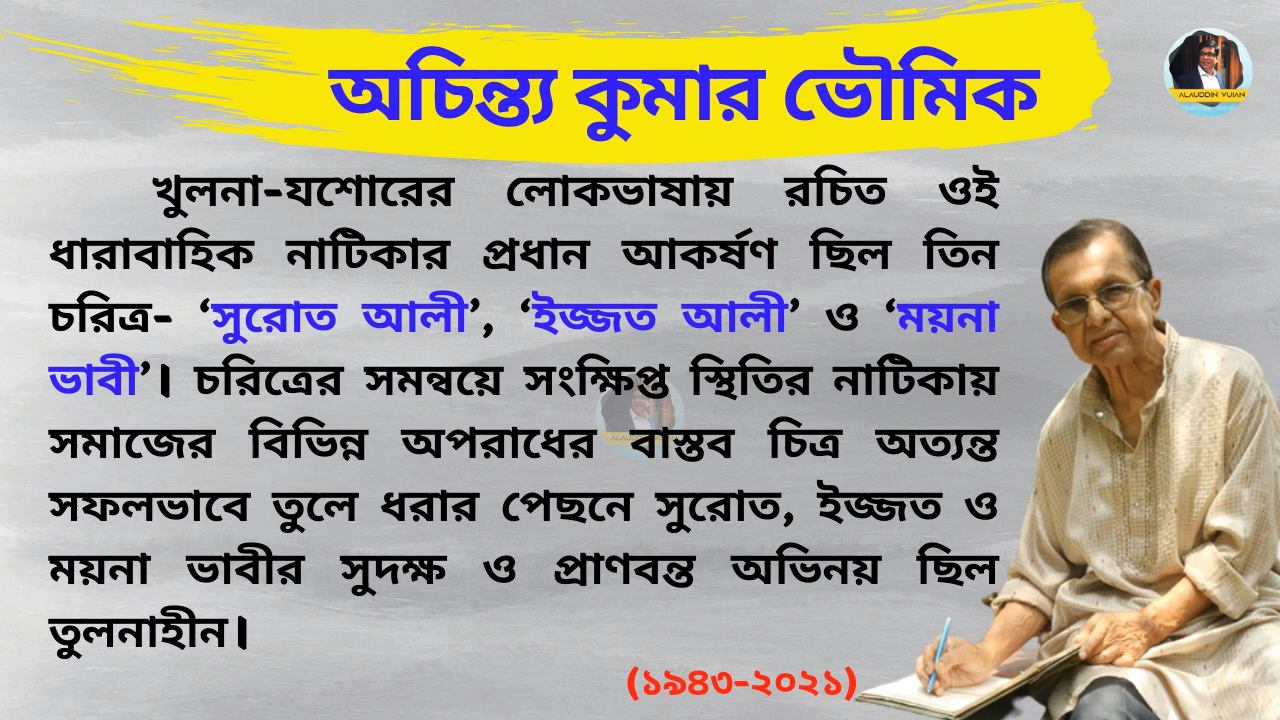 অচিন্ত্য কুমার ভৌমিক
ALAUDDIN VUIAN
খুলনা-যশোরের লোকভাষায় রচিত ওই
ধারাবাহিক নাটিকার প্রধান আকর্ষণ ছিল তিন
চরিত্র- ‘সুরোত আলী’, ‘ইজ্জত আলী’ ও ‘ময়না
ভাবী’। চরিত্রের সমন্বয়ে সংক্ষিপ্ত স্থিতির নাটিকায়
সমাজের বিভিন্ন অপরাধের বাস্তব চিত্র অত্যন্ত
সফলভাবে তুলে ধরার পেছনে সুরোত, ইজ্জত ও
ময়না ভাবীর সুদক্ষ ও প্রাণবন্ত অভিনয় ছিল
তুলনাহীন।
(১৯৪৩-২০২১)